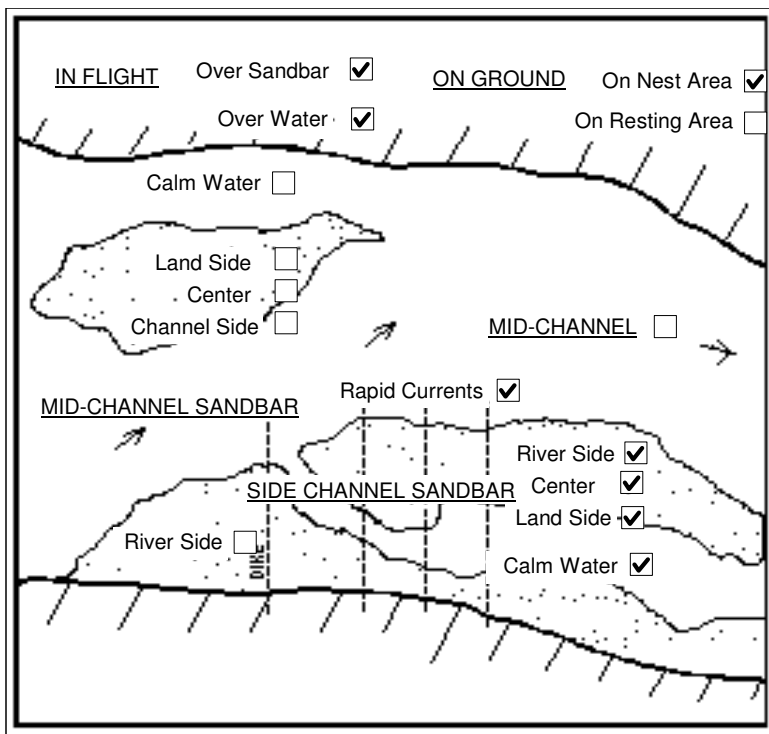 IN FLIGHT
Over Sandbar
ON GROUND
On Nest Area
Over Water
On Resting Area
Calm Water
Land Side
Center
Channel Side
MID-CHANNEL
Rapid Currents
MID-CHANNEL SANDBAR
River Side
SIDE CHANNEL SANDBAR
Center
Land Side
River Side
DIKE
Calm Water